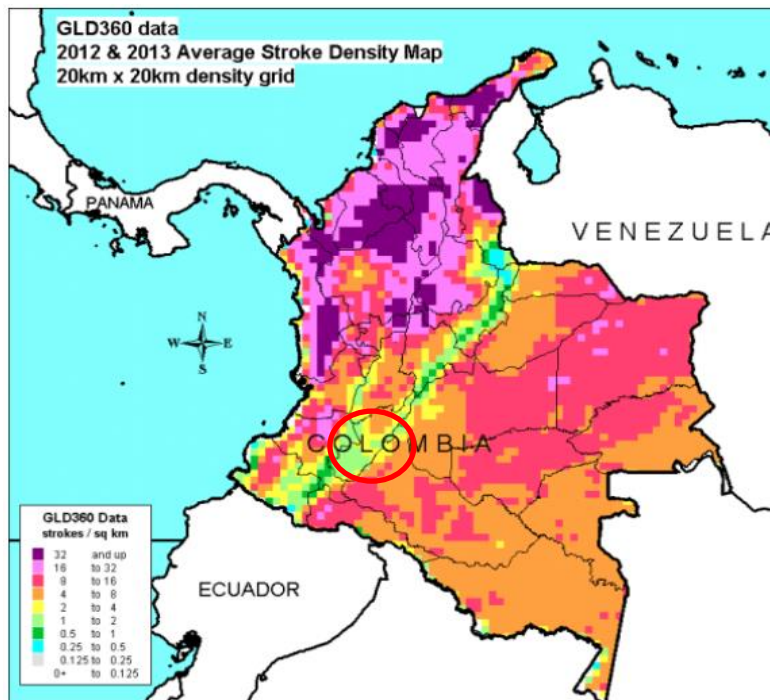 GLD360 data
2012 & 2013 Average Stroke Density Map
20km x 20km density grid
PANAMA
VENEZUELA
N
W E
S
COLOMBIA
GLD360 Data
strokes / sq km
32 and up
16 to 32
8 to 16
4 to 8
2 to 4
1 to 2
0.5 to 1
0.25 to 0.5
0.125 to 0.25
0+ to 0.125
ECUADOR